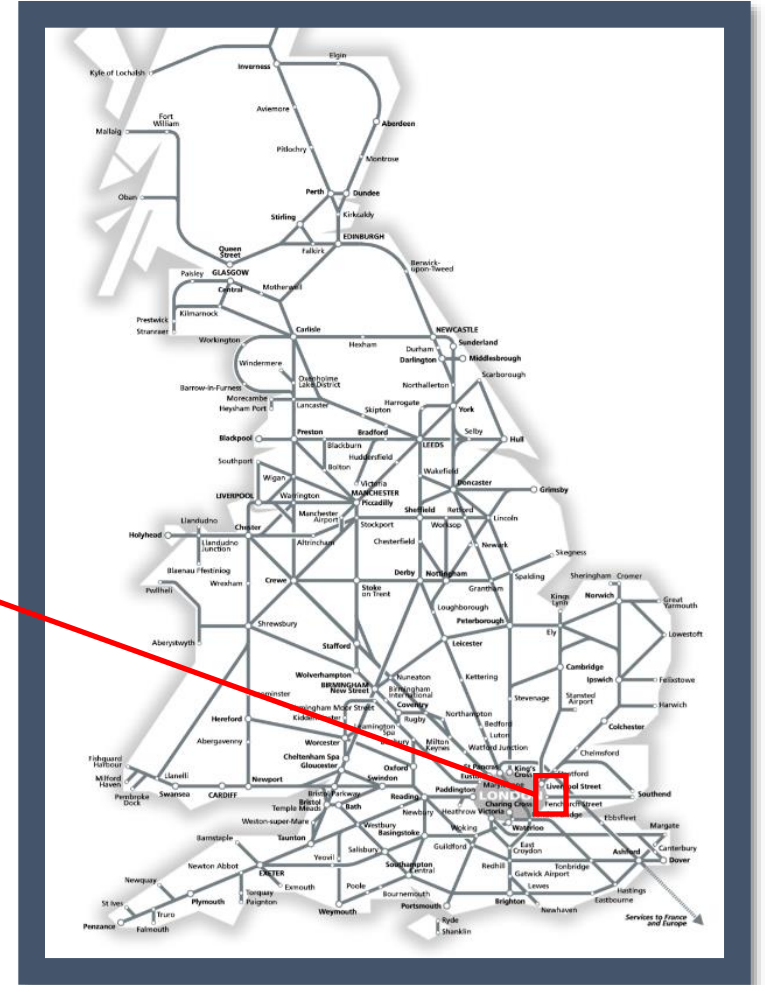 Elgin
Inverness
Kyle of Lochalsh
Aviemore
Fort
William
Aberdeen
Mallaig
Pitlochry
Montrose
Perth
Dundee
Oban
Kirkcaldy
Stirling
EDINBURGH
Queen
Street
Falkirk
Berwick-
upon-Tweed
Paisley
GLASGOW
Central
Motherwell
Prestwick
Kilmarnock
Stranraer
Carlisle
NEWCASTLE
Workington
Hexham
Durham
Sunderland
Darlington
Middlesbrough
Windermere
Scarborough
Oxenholme
Lake District
Northallerton
Barrow-in-Furness
Morecambe
Heysham Port
Lancaster
Harrogate
York
Skipton
Blackpool
Preston
Bradford
Selby
Blackburn
LEEDS
Hull
Southport
Huddersfield
Bolton
Wakefield
Wigan
Victoria
LIVERPOOL
Warrington
MANCHESTER
Piccadilly
Doncaster
Grimsby
Manchester
Airport
Sheffield
Retford
Llandudno
Stockport
Worksop
Lincoln
Holyhead
Chester
Llandudno
Junction
Altrincham
Chesterfield
Newark
Skegness
Blaenau Ffestiniog
Derby
Nottingham
Spalding
Sheringham
Cromer
Pwllheli
Wrexham
Crewe
Stoke
on Trent
Grantham
Kings
Lynn
Norwich
Great
Yarmouth
Loughborough
Peterborough
Shrewsbury
Ely
Lowestoft
Aberystwyth
Stafford
Leicester
Cambridge
Wolverhampton
Nuneaton
Kettering
Ipswich
Felixstowe
BIRMINGHAM
New Street
Birmingham
International
Stansted
Airport
Stevenage
Coventry
Harwich
Rugby
Northampton
Hereford
Bedford
Colchester
Leamington
Spa
Abergavenny
Worcester
Milton
Keynes
Luton
Watford Junction
Chelmsford
Cheltenham Spa
Gloucester
Oxford
St Pancras
King's
Cross
Fishguard
Harbour
Llanelli
Newport
Swindon
Liverpool Street
Milford
Haven
Bristol Parkway
Paddington
Southend
Pembroke
Dock
Swansea
CARDIFF
Bristol
Temple Meads
Bath
Reading
Charing Cross
Fenchurch Street
Newbury
Heathrow
Victoria
Ebbsfleet
Weston-super-Mare
Waterloo
Margate
Barnstaple
Westbury
Basingstoke
Woking
Taunton
Salisbury
Guildford
East
Croydon
Canterbury
Newton Abbot
Yeovil
Southampton
Central
Redhill
Tonbridge
Ashford
Dover
EXETER
Gatwick Airport
Newquay
Exmouth
Poole
Lewes
Torquay
Bournemouth
Hastings
St Ives
Plymouth
Paignton
Portsmouth
Brighton
Eastbourne
Truro
Weymouth
Newhaven
Penzance
Falmouth
Ryde
Services to France
and Europe
Shanklin